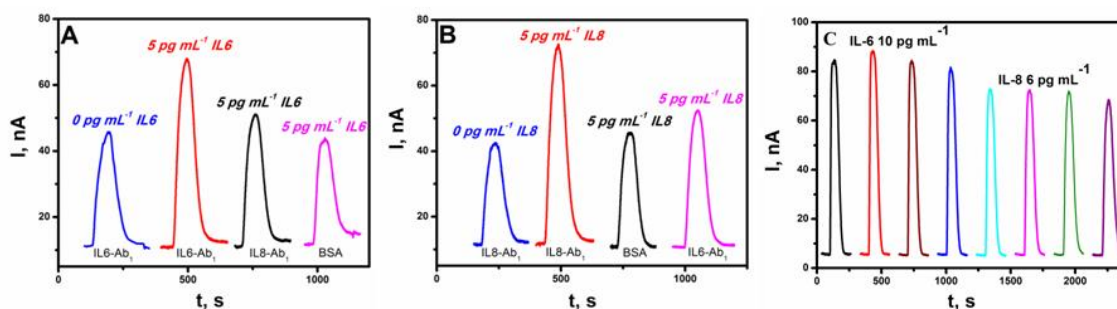 A
5 pg mL⁻¹ IL6
0 pg mL⁻¹ IL6
5 pg mL⁻¹ IL6
5 pg mL⁻¹ IL6
IL6-Ab₁
IL6-Ab₁
IL8-Ab₁
BSA
80
60
40
20
0
500
1000
I, nA
t, s
B
5 pg mL⁻¹ IL8
0 pg mL⁻¹ IL8
5 pg mL⁻¹ IL8
5 pg mL⁻¹ IL8
IL8-Ab₁
IL8-Ab₁
BSA
IL6-Ab₁
80
60
40
20
0
500
1000
I, nA
t, s
C
IL-6 10 pg mL⁻¹
IL-8 6 pg mL⁻¹
100
80
60
40
20
0
0
500
1000
1500
2000
I, nA
t, s